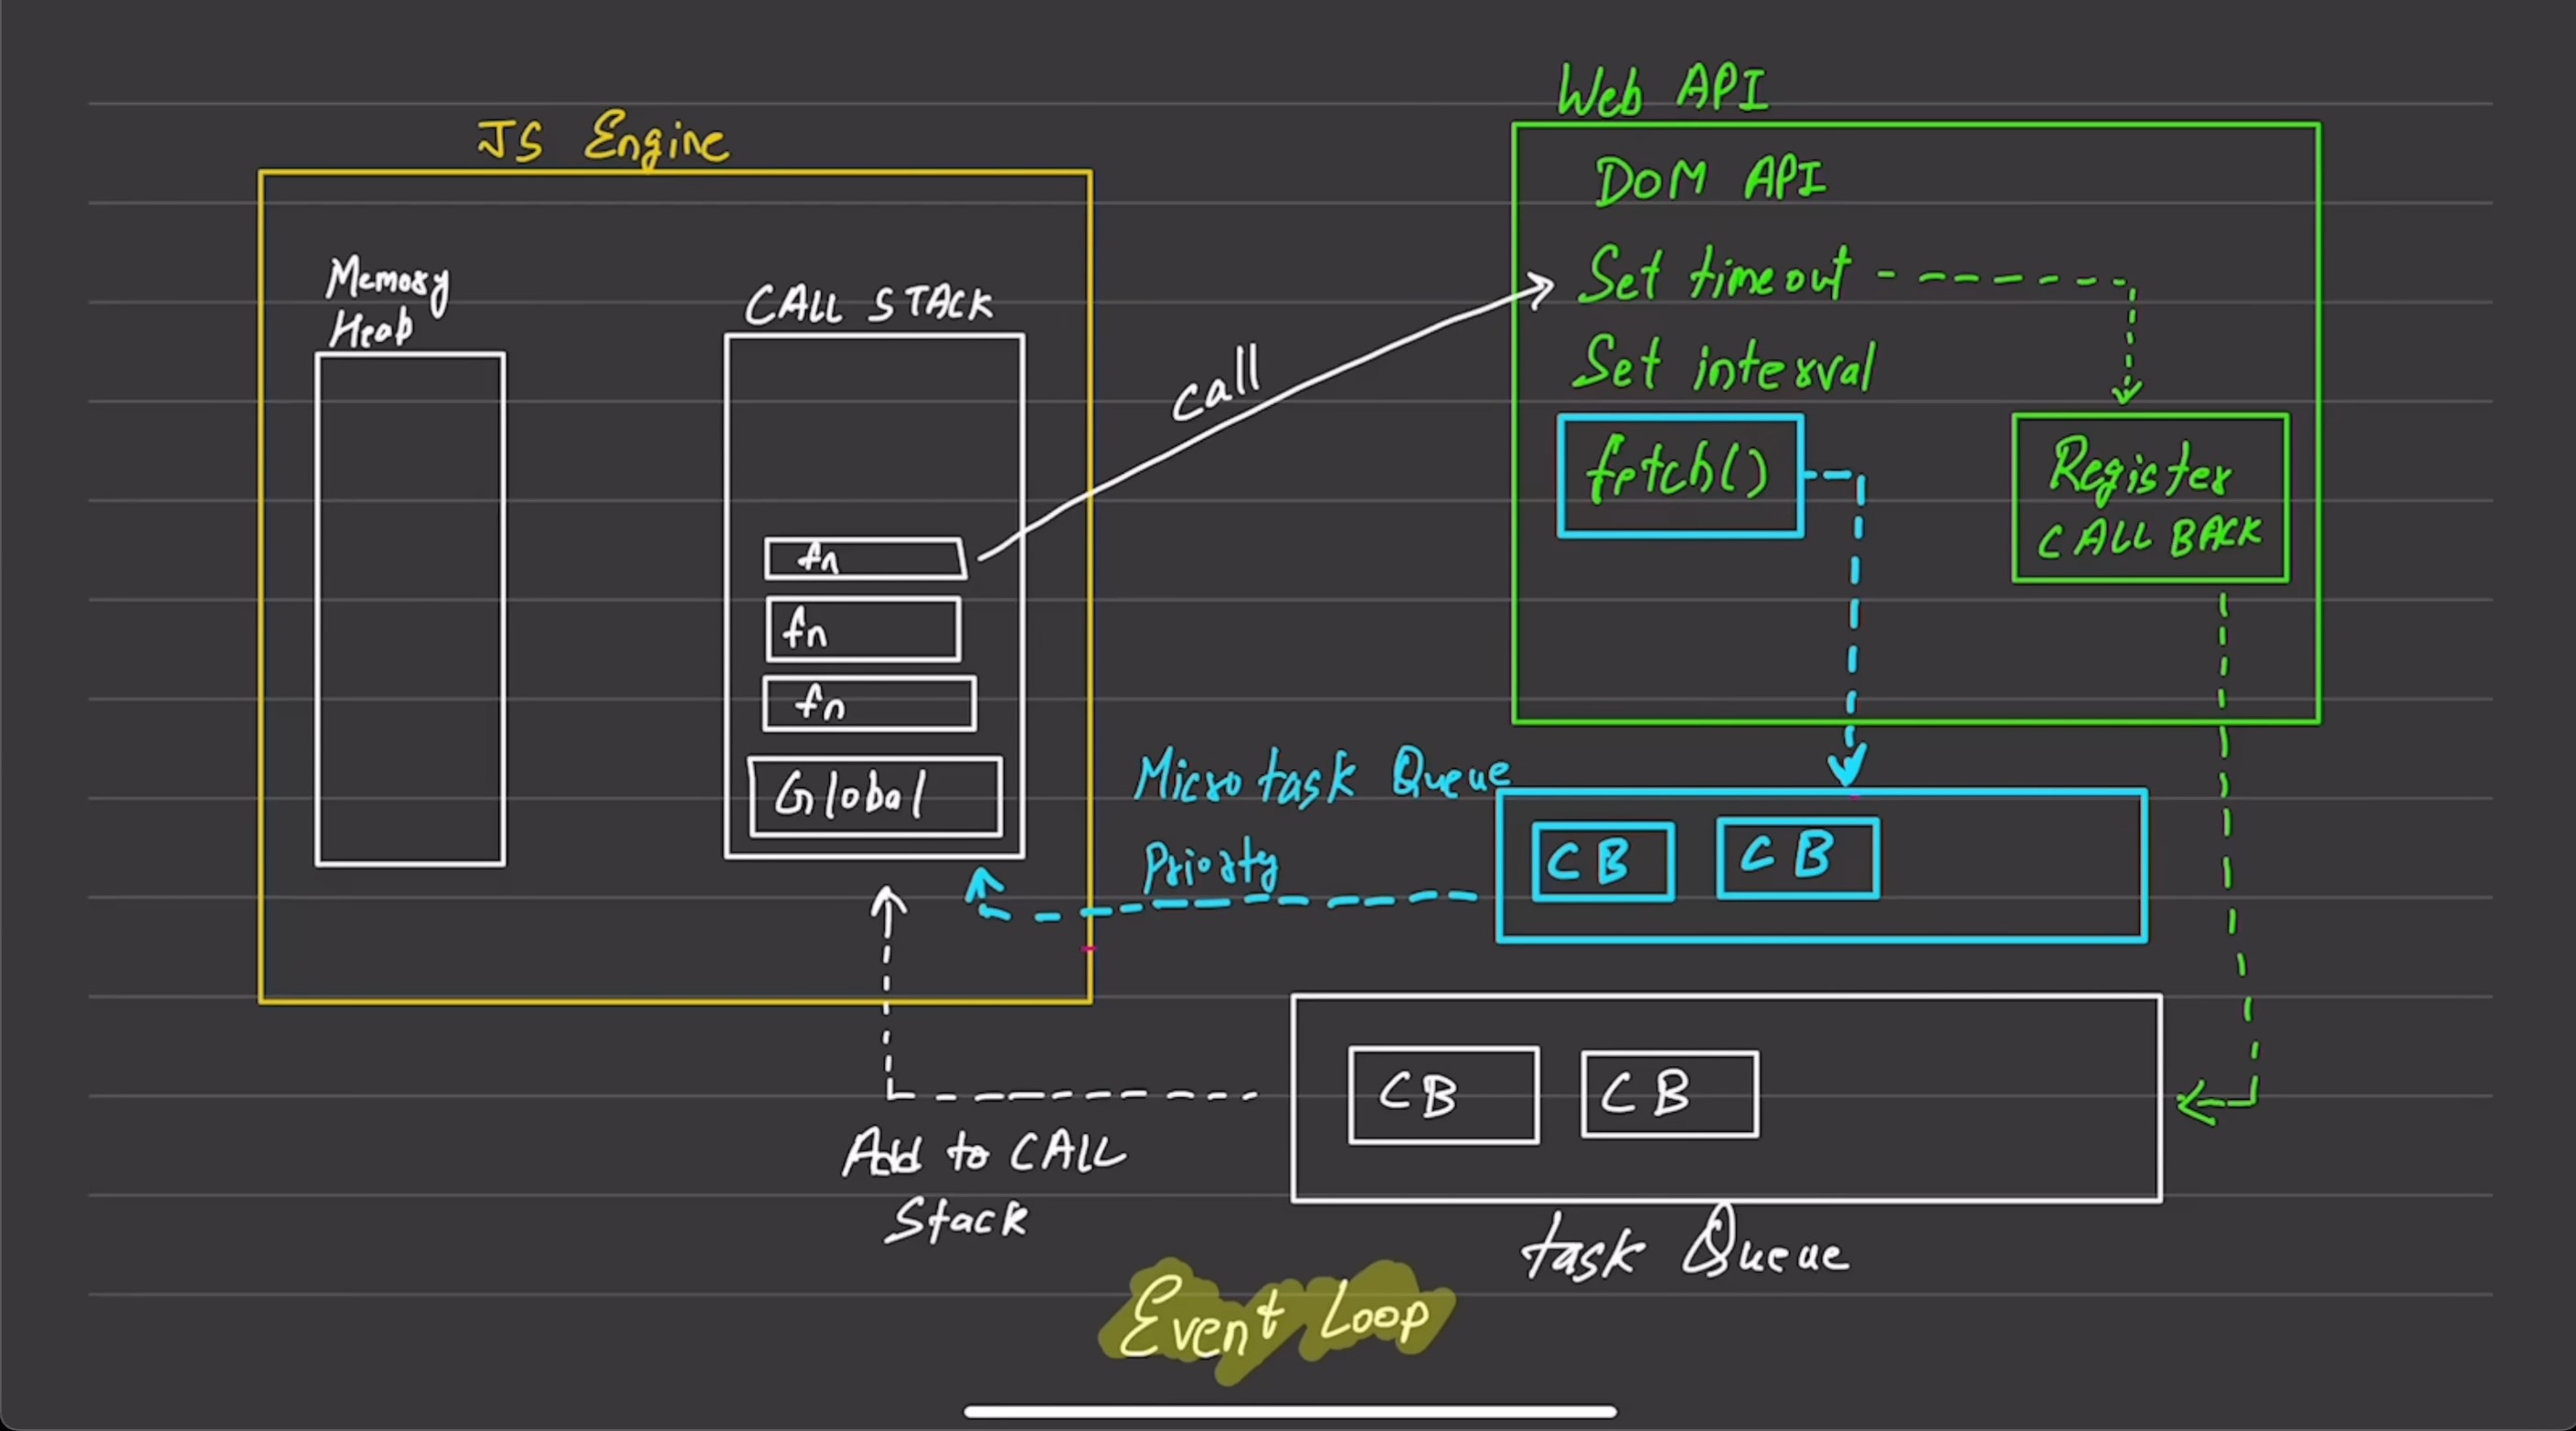 Web API
JS Engine
DOM API
Set timeout
Memory
Heap
CALL STACK
call
Set interval
fetch()
Register
CALL BACK
fn
fn
fn
Global
Micro task Queue
Priority
CB
CB
CB
CB
Add to CALL
Stack
task Queue
Event Loop